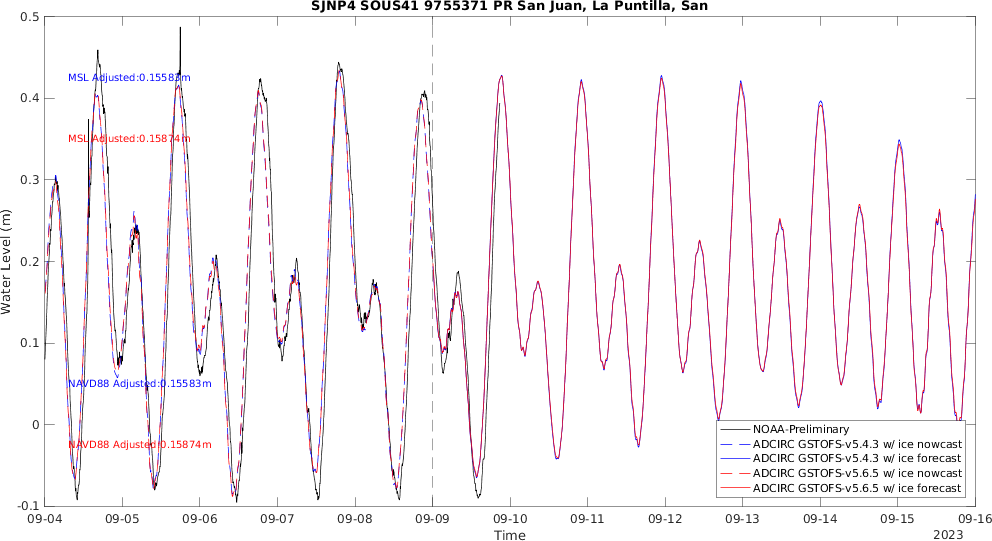 SJNP4 SOUS41 9755371 PR San Juan, La Puntilla, San
0.5
MSL Adjusted:0.15583m
0.4
MSL Adjusted:0.15874m
0.3
Water Level (m)
0.2
0.1
NAVD88 Adjusted:0.15583m
0
NAVD88 Adjusted:0.15874m
-0.1
NOAA-Preliminary
ADCIRC GSTOFS-v5.4.3 w/ ice nowcast
ADCIRC GSTOFS-v5.4.3 w/ ice forecast
ADCIRC GSTOFS-v5.6.5 w/ ice nowcast
ADCIRC GSTOFS-v5.6.5 w/ ice forecast
09-04 09-05 09-06 09-07 09-08 09-09 09-10 09-11 09-12 09-13 09-14 09-15 09-16
Time
2023